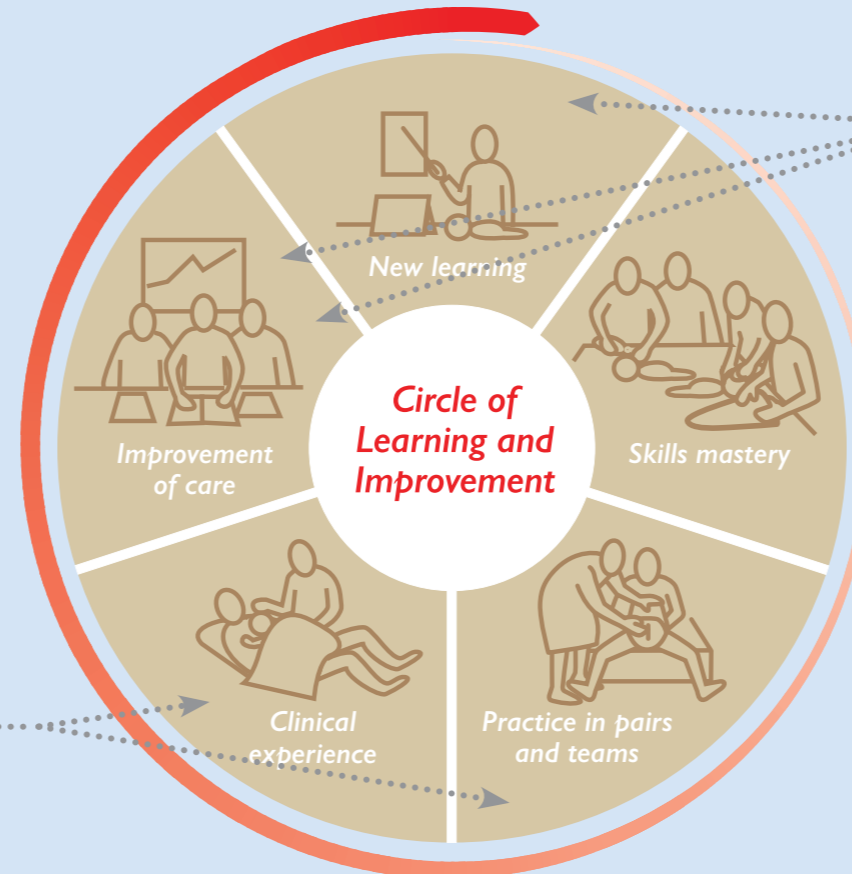 New learning
Circle of
Learning and
Improvement
Improvement
of care
Skills mastery
Clinical
experience
Practice in pairs
and teams